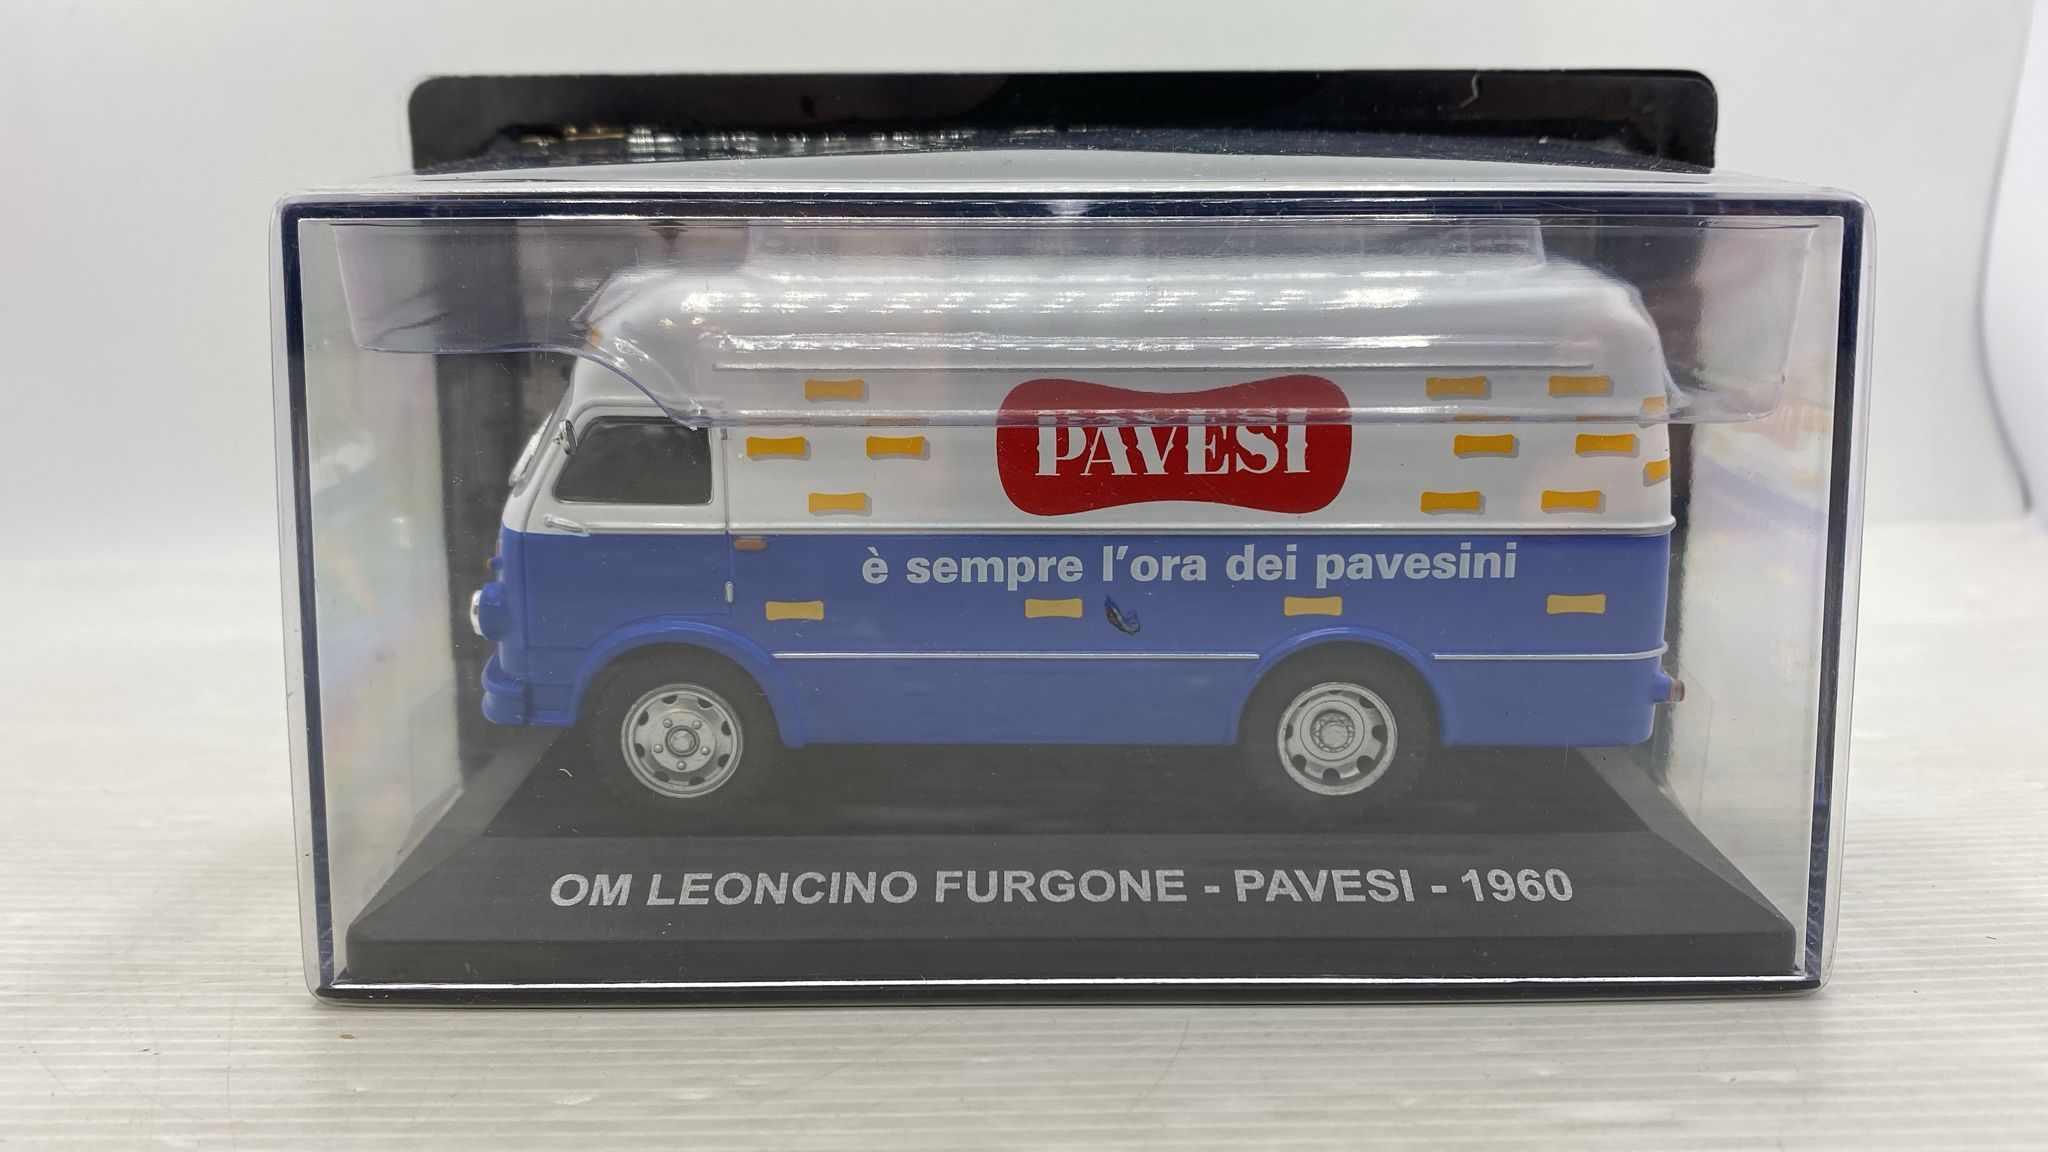 PAVESI
è sempre l'ora dei pavesini
OM LEONCINO FURGONE - PAVESI - 1960